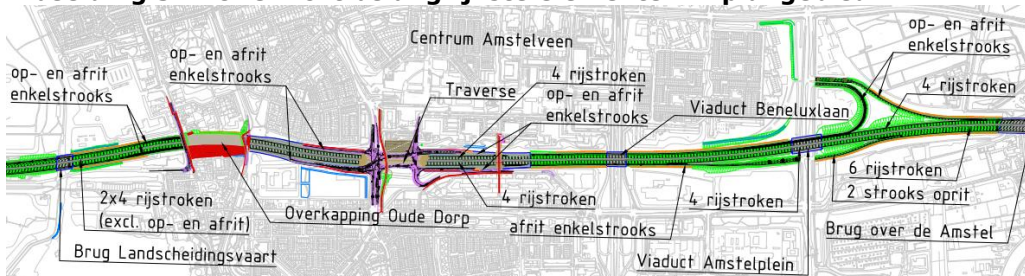 Centrum Amstelveen
op- en afrit
enkelstrooks
op- en afrit
enkelstrooks
op- en afrit
enkelstrooks
4 rijstroken
op- en afrit
enkelstrooks
Traverse
Viaduct Beneluxlaan
4 rijstroken
2x4 rijstroken
(excl. op- en afrit)
Overkapping Oude Dorp
4 rijstroken
afrit enkelstrooks
4 rijstroken
6 rijstroken
2 strooks oprit
Brug Landscheidingsvaart
Viaduct Amstelplein
Brug over de Amstel